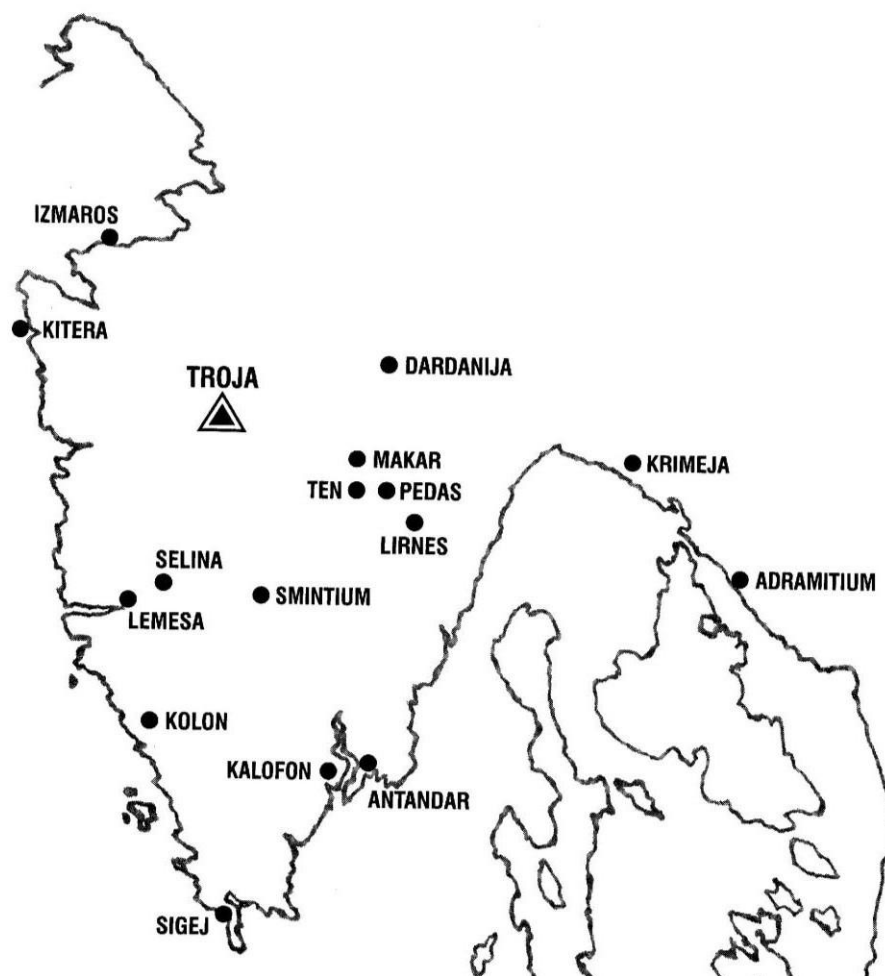 IZMAROS
KITERA
DARDANIJA
TROJA
MAKAR
KRIMEJA
TEN
PEDAS
LIRNES
SELINA
ADRAMITIUM
SMINTIUM
LEMESA
KOLON
KALOFON
ANTANDAR
SIGEJ